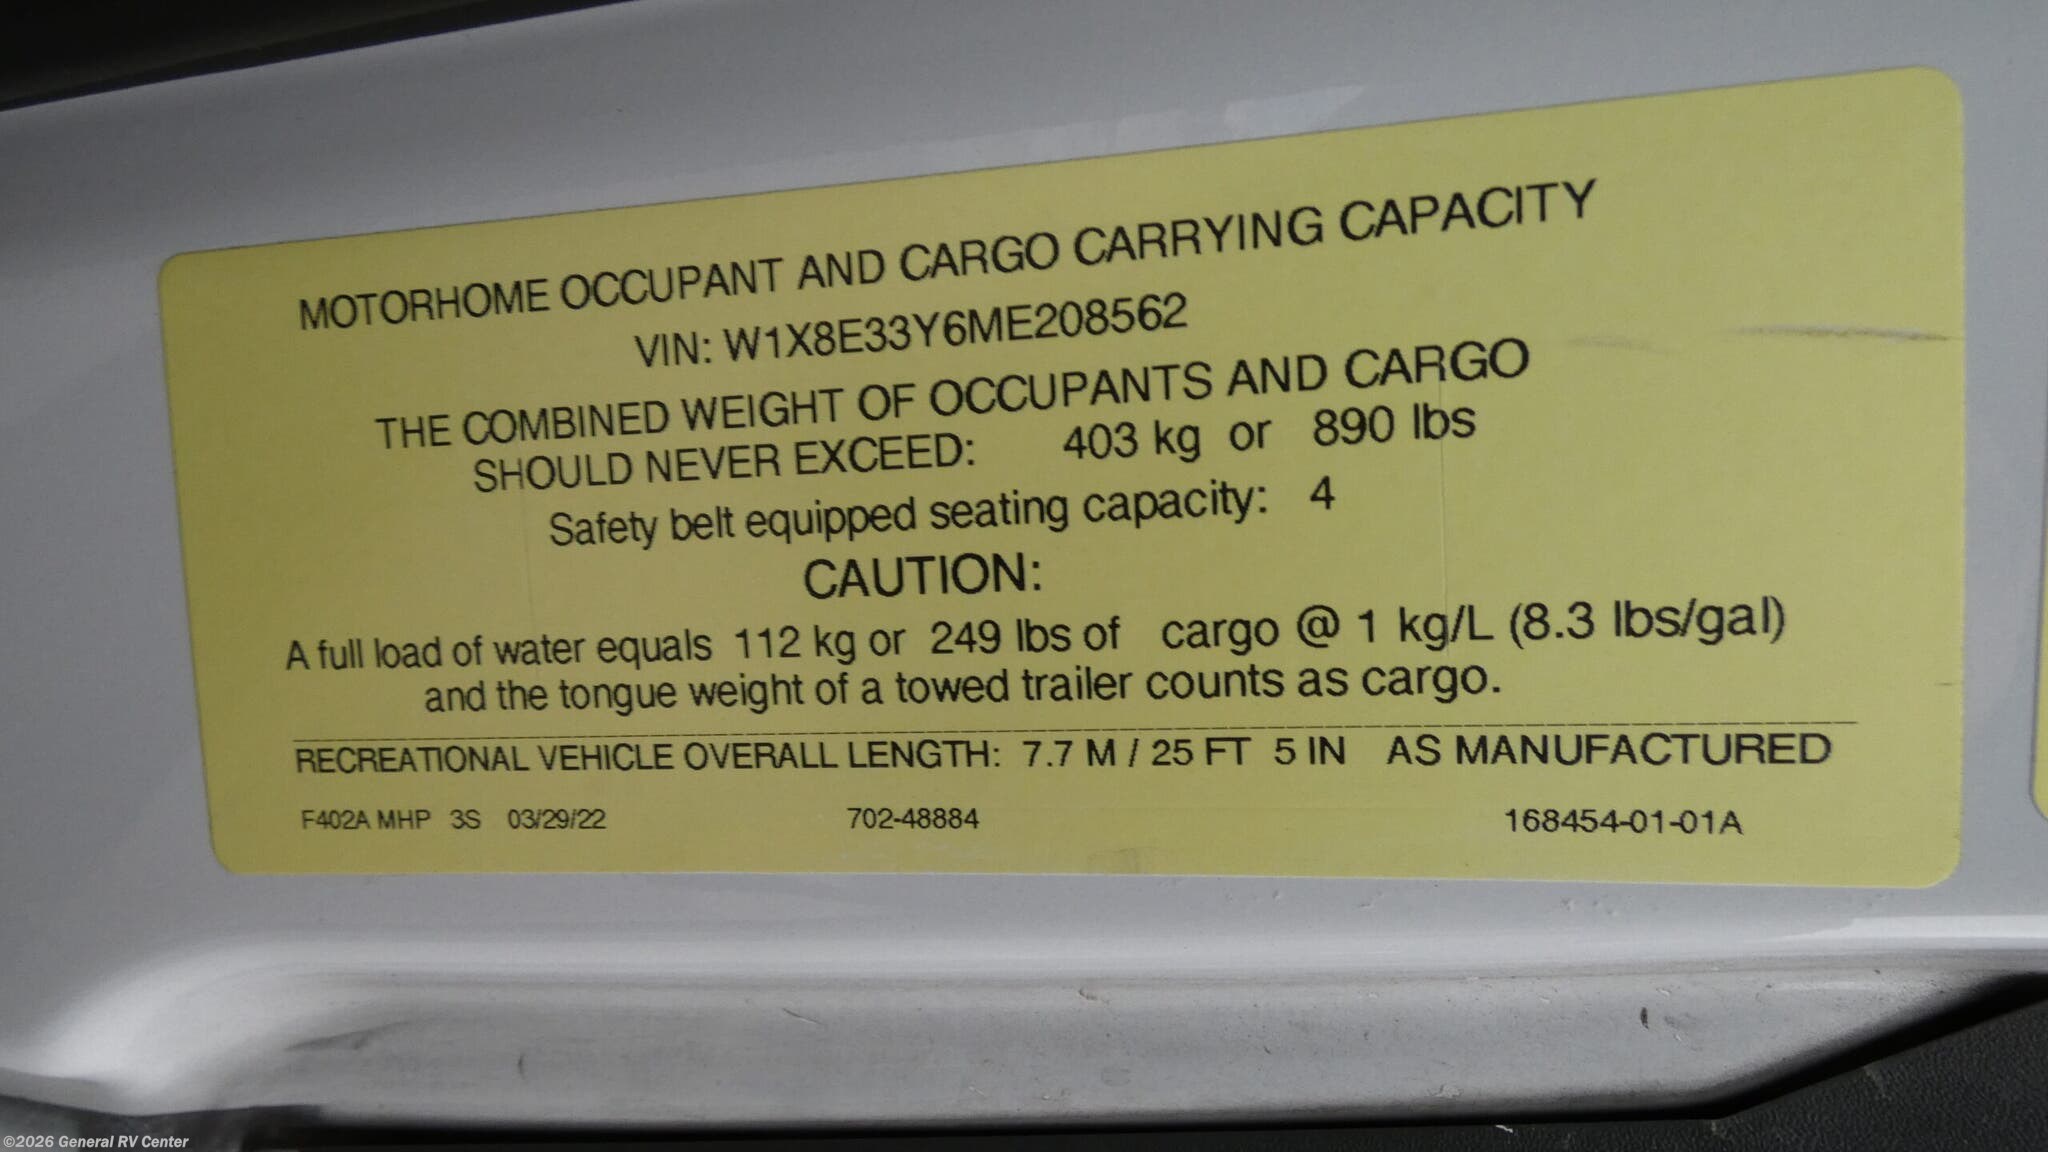 MOTORHOME OCCUPANT AND CARGO CARRYING CAPACITY
VIN: W1X8E33Y6ME208562
THE COMBINED WEIGHT OF OCCUPANTS AND CARGO
SHOULD NEVER EXCEED: 403 kg or 890 lbs
Safety belt equipped seating capacity: 4
CAUTION:
A full load of water equals 112 kg or 249 lbs of cargo @ 1 kg/L (8.3 lbs/gal)
and the tongue weight of a towed trailer counts as cargo.
RECREATIONAL VEHICLE OVERALL LENGTH: 7.7 M / 25 FT 5 IN AS MANUFACTURED
F402A MHP 3S 03/29/22 702-48884 168454-01-01A
©2026 General RV Center